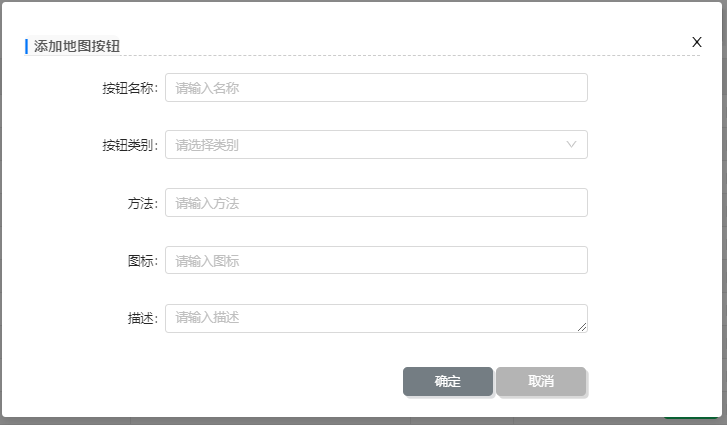 添加地图按钮
X
按钮名称: 请输入名称
按钮类别: 请选择类别
方法: 请输入方法
图标: 请输入图标
描述: 请输入描述
确定 取消